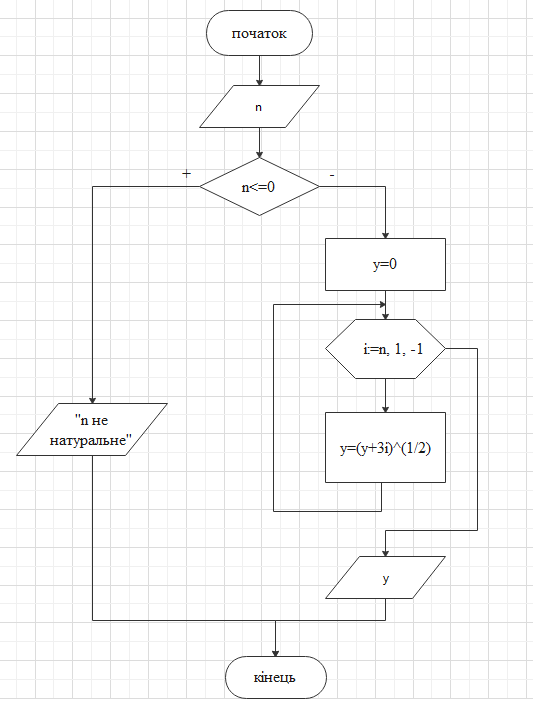 початок
n
n<=0
+
-
y=0
i:=n, 1, -1
"n не
натуральне"
y=(y+3i)^(1/2)
y
кінець